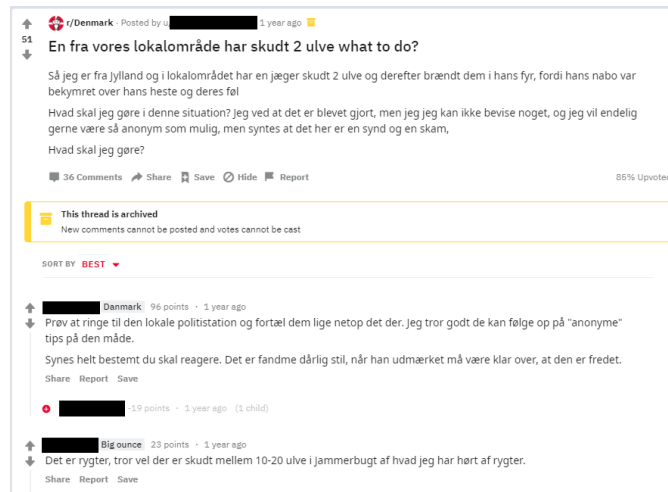 r/Denmark · Posted by u/ 1 year ago
51
En fra vores lokalområde har skudt 2 ulve what to do?
Så jeg er fra Jylland og i lokalområdet har en jæger skudt 2 ulve og derefter brændt dem i hans fyr, fordi hans nabo var
bekymret over hans heste og deres føl
Hvad skal jeg gøre i denne situation? Jeg ved at det er blevet gjort, men jeg jeg kan ikke bevise noget, og jeg vil endelig
gerne være så anonym som mulig, men syntes at det her er en synd og en skam,
Hvad skal jeg gøre?
36 Comments Share Save Hide Report 85% Upvoted
This thread is archived
New comments cannot be posted and votes cannot be cast
SORT BY BEST
Danmark 96 points · 1 year ago
Prøv at ringe til den lokale politistation og fortæl dem lige netop det der. Jeg tror godt de kan følge op på "anonyme"
tips på den måde.
Synes helt bestemt du skal reagere. Det er fandme dårlig stil, når han udmærket må være klar over, at den er fredet.
Share Report Save
-19 points · 1 year ago (1 child)
Big ounce 23 points · 1 year ago
Det er rygter, tror vel der er skudt mellem 10-20 ulve i Jammerbugt af hvad jeg har hørt af rygter.
Share Report Save